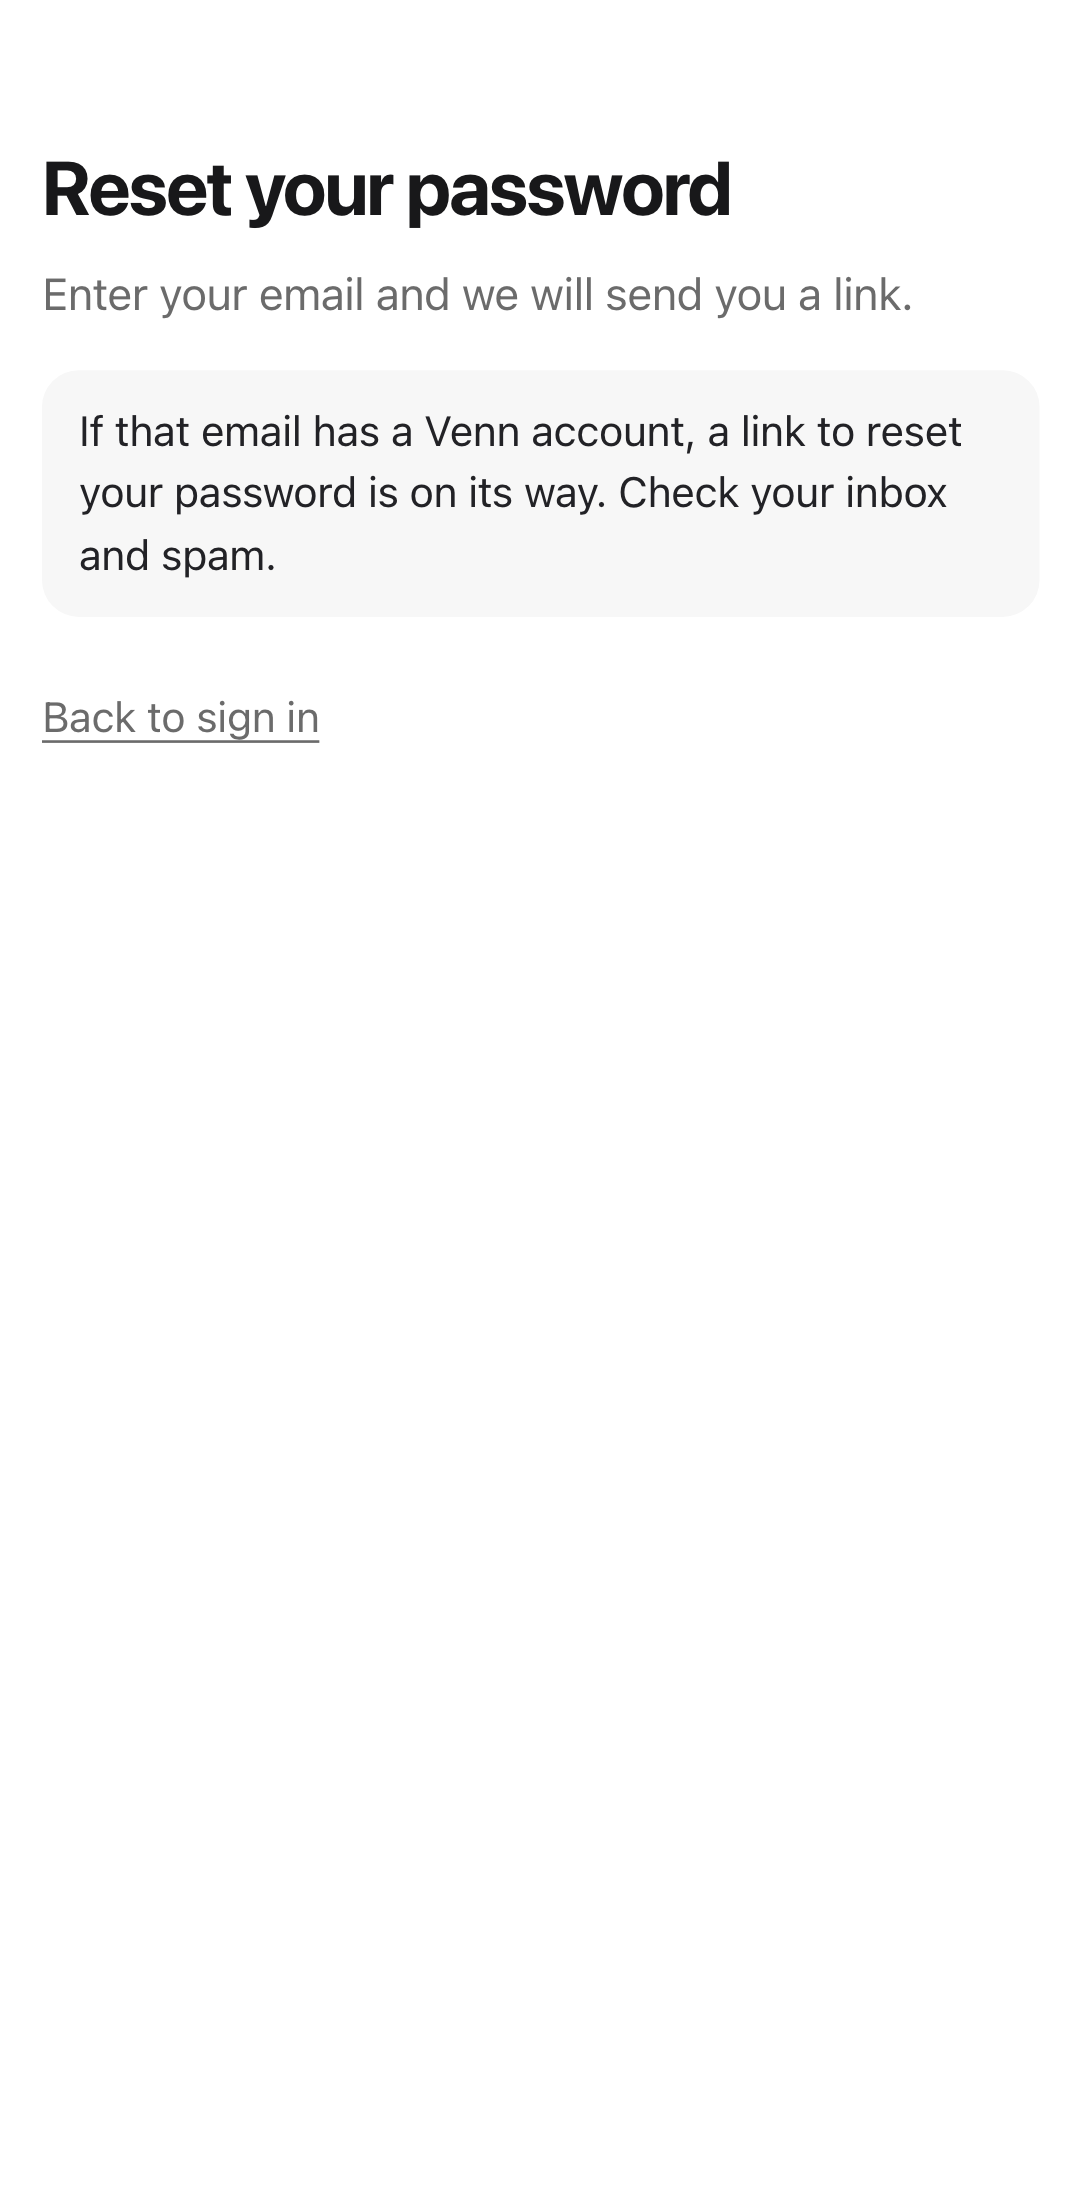 Reset your password
Enter your email and we will send you a link.
If that email has a Venn account, a link to reset
your password is on its way. Check your inbox
and spam.
Back to sign in